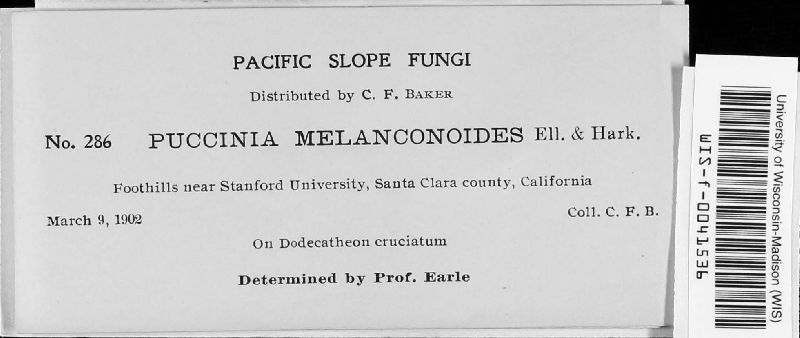 PACIFIC SLOPE FUNGI
Distributed by C. F. BAKER
No. 286 PUCCINIA MELANCONOIDES Ell. & Hark.
Foothills near Stanford University, Santa Clara county, California
March 9, 1902 Coll. C. F. B.
On Dodecatheon cruciatum
Determined by Prof. Earle
University of Wisconsin-Madison (WIS)
WIS-f-0041536